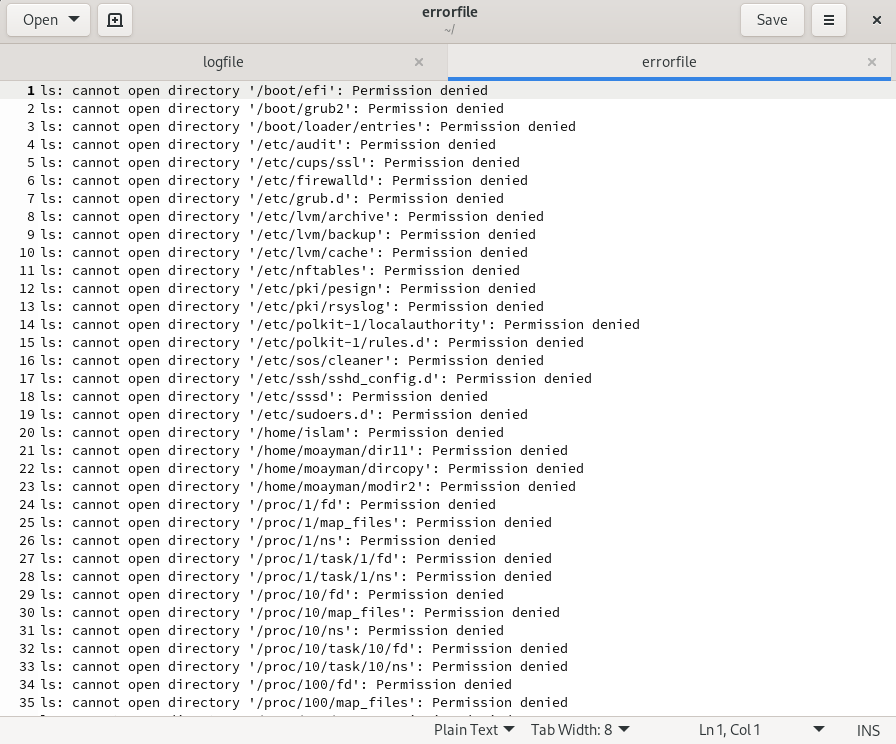 Open
errorfile
~/
Save
logfile
errorfile
1 ls: cannot open directory '/boot/efi': Permission denied
2 ls: cannot open directory '/boot/grub2': Permission denied
3 ls: cannot open directory '/boot/loader/entries': Permission denied
4 ls: cannot open directory '/etc/audit': Permission denied
5 ls: cannot open directory '/etc/cups/ssl': Permission denied
6 ls: cannot open directory '/etc/firewalld': Permission denied
7 ls: cannot open directory '/etc/grub.d': Permission denied
8 ls: cannot open directory '/etc/lvm/archive': Permission denied
9 ls: cannot open directory '/etc/lvm/backup': Permission denied
10 ls: cannot open directory '/etc/lvm/cache': Permission denied
11 ls: cannot open directory '/etc/nftables': Permission denied
12 ls: cannot open directory '/etc/pki/pesign': Permission denied
13 ls: cannot open directory '/etc/pki/rsyslog': Permission denied
14 ls: cannot open directory '/etc/polkit-1/localauthority': Permission denied
15 ls: cannot open directory '/etc/polkit-1/rules.d': Permission denied
16 ls: cannot open directory '/etc/sos/cleaner': Permission denied
17 ls: cannot open directory '/etc/ssh/sshd_config.d': Permission denied
18 ls: cannot open directory '/etc/sssd': Permission denied
19 ls: cannot open directory '/etc/sudoers.d': Permission denied
20 ls: cannot open directory '/home/islam': Permission denied
21 ls: cannot open directory '/home/moayman/dir11': Permission denied
22 ls: cannot open directory '/home/moayman/dircopy': Permission denied
23 ls: cannot open directory '/home/moayman/modir2': Permission denied
24 ls: cannot open directory '/proc/1/fd': Permission denied
25 ls: cannot open directory '/proc/1/map_files': Permission denied
26 ls: cannot open directory '/proc/1/ns': Permission denied
27 ls: cannot open directory '/proc/1/task/1/fd': Permission denied
28 ls: cannot open directory '/proc/1/task/1/ns': Permission denied
29 ls: cannot open directory '/proc/10/fd': Permission denied
30 ls: cannot open directory '/proc/10/map_files': Permission denied
31 ls: cannot open directory '/proc/10/ns': Permission denied
32 ls: cannot open directory '/proc/10/task/10/fd': Permission denied
33 ls: cannot open directory '/proc/10/task/10/ns': Permission denied
34 ls: cannot open directory '/proc/100/fd': Permission denied
35 ls: cannot open directory '/proc/100/map_files': Permission denied
Plain Text Tab Width: 8 Ln 1, Col 1 INS